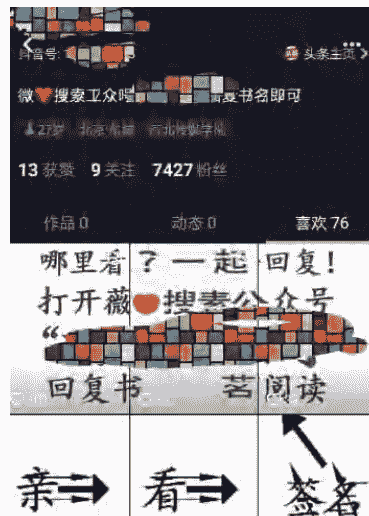 抖音号:
头条主页
微 搜索卫众
复书名即可
27岁
13 获赞 9 关注 7427 粉丝
作品 0 动态 0 喜欢 76
哪里看？一起回复！
打开薇 搜素公众号
“
回复书 茗阅读
亲 看 签名